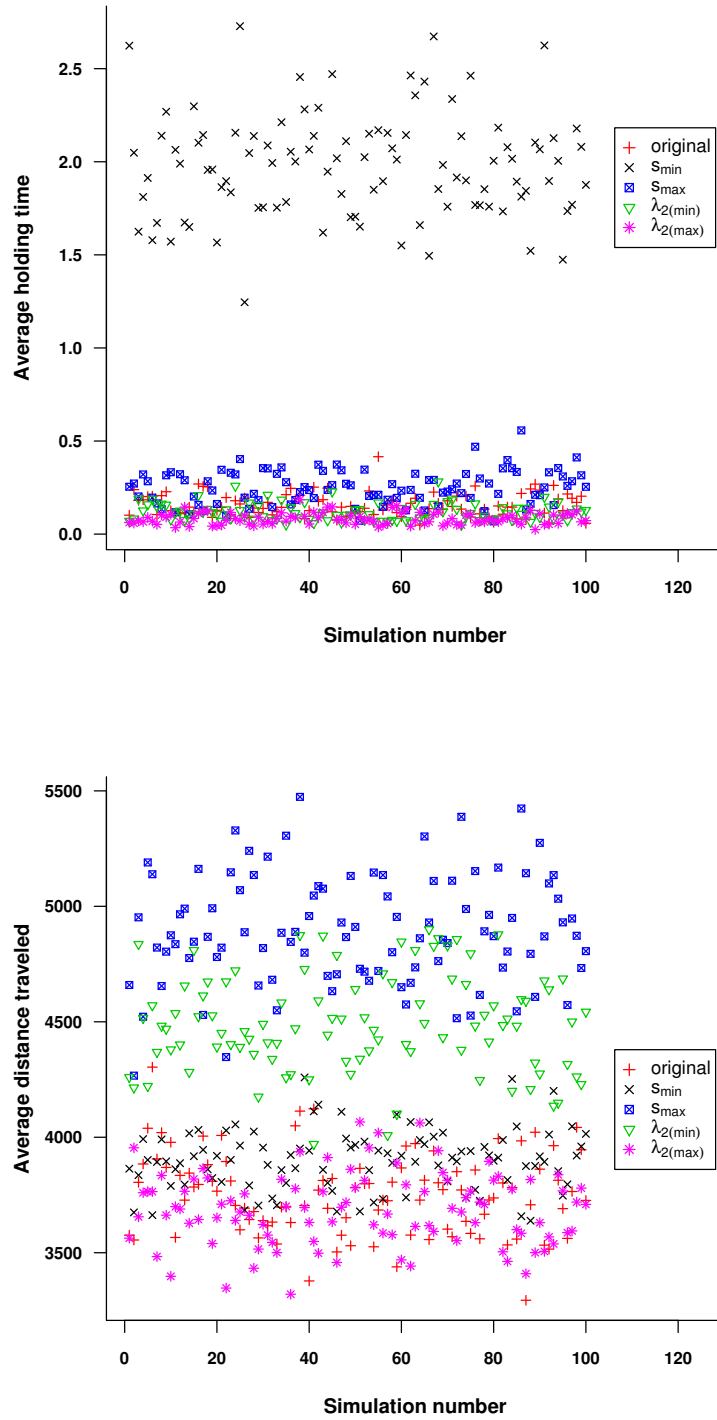 Average holding time
2.5
2.0
1.5
1.0
0.5
0.0
0 20 40 60 80 100 120
Simulation number
original
smin
smax
λ2(min)
λ2(max)
Average distance traveled
5500
5000
4500
4000
3500
0 20 40 60 80 100 120
Simulation number
original
smin
smax
λ2(min)
λ2(max)